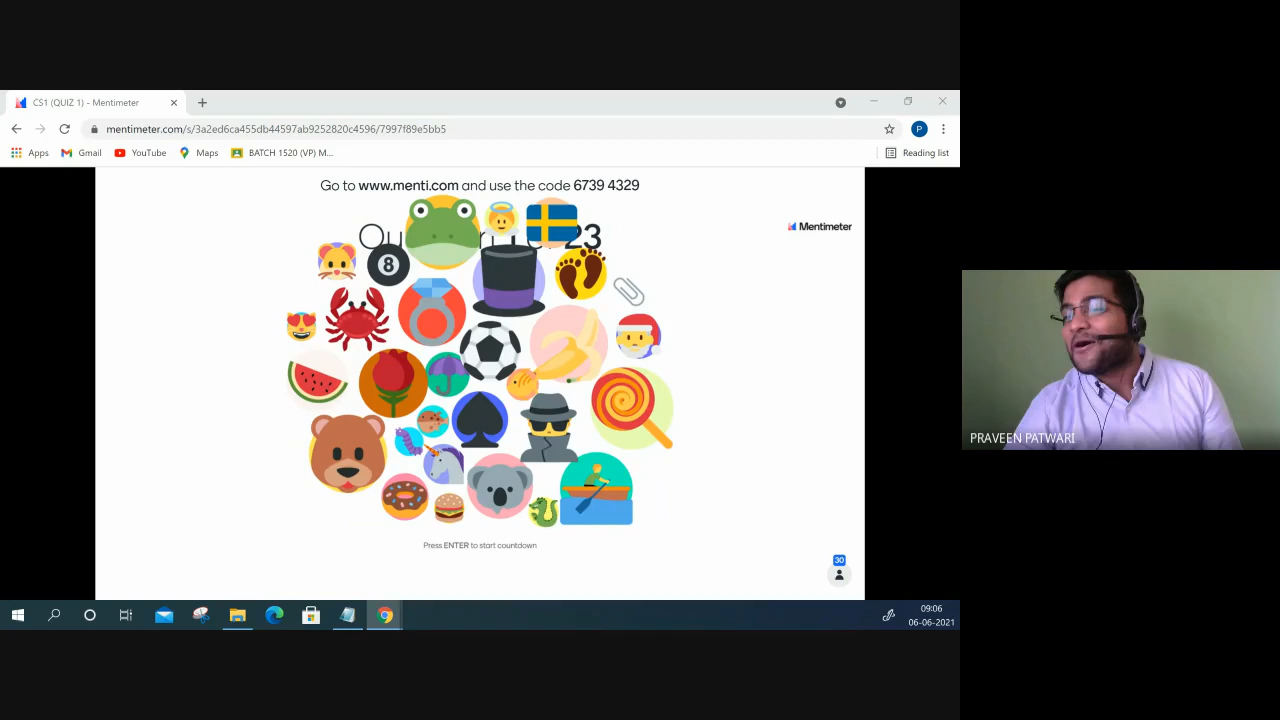 CS1 (QUIZ 1) - Mentimeter
mentimeter.com/s/3a2ed6ca455db44597ab9252820c4596/7997f89e5bb5
Apps Gmail YouTube Maps BATCH 1520 (VP) M... Reading list
Go to www.menti.com and use the code 6739 4329
Mentimeter
23
8
PRAVEEN PATWARI
Press ENTER to start countdown
30
09:06
06-06-2021